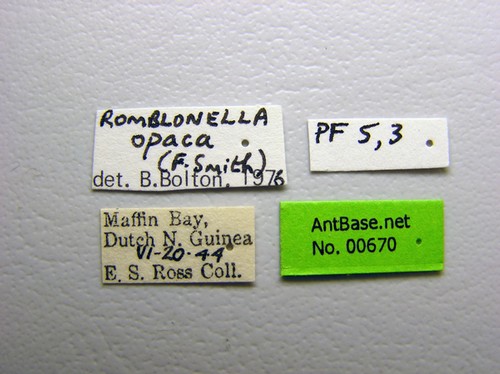 ROMBLONELLA
opaca
(F. Smith)
det. B.Bolton, 1976
PF 5,3
Maffin Bay,
Dutch N. Guinea
VI-20-44
E. S. Ross Coll.
AntBase.net
No. 00670